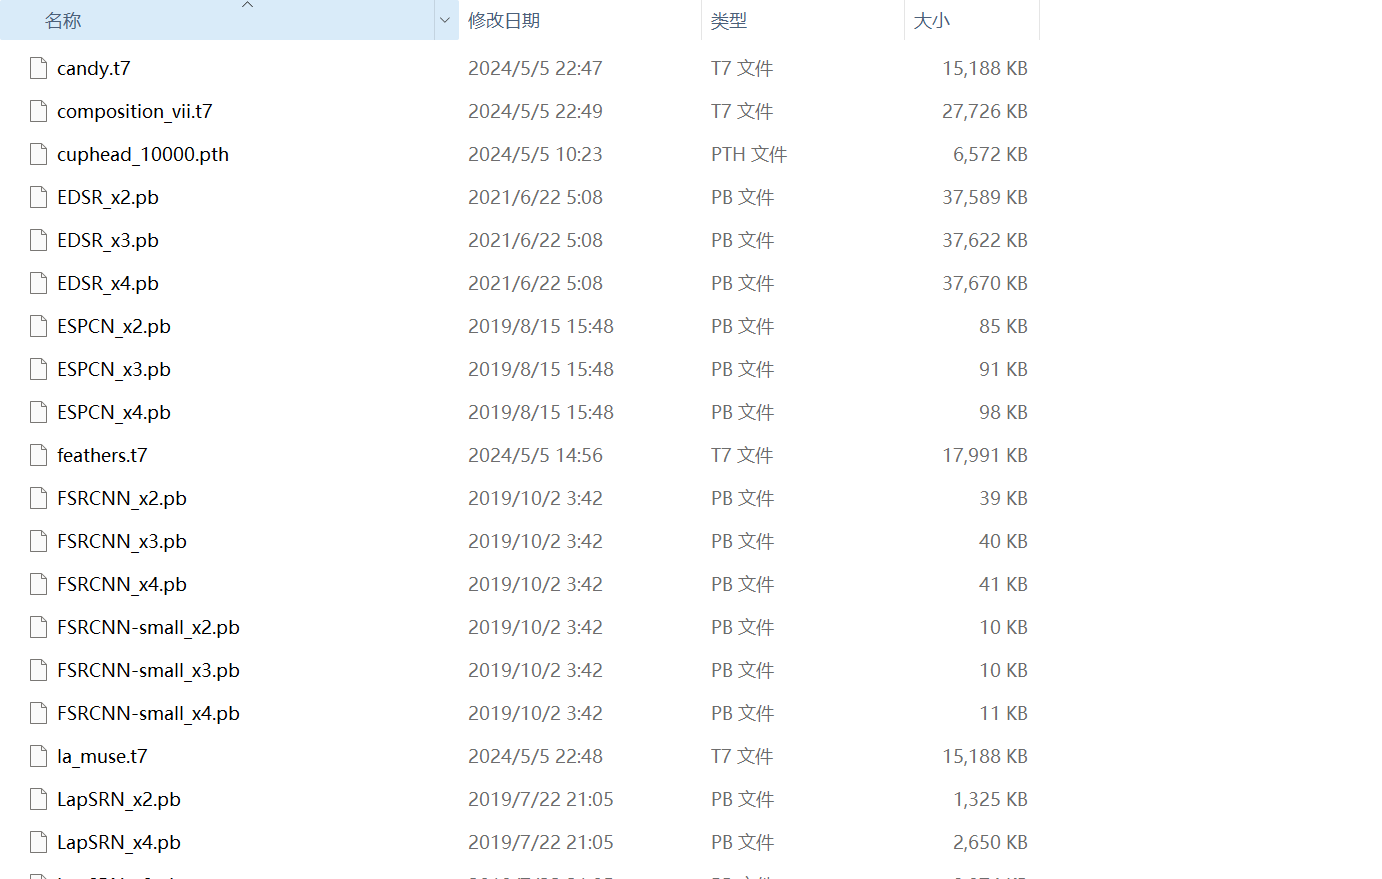 名称 修改日期 类型 大小
candy.t7 2024/5/5 22:47 T7 文件 15,188 KB
composition_vii.t7 2024/5/5 22:49 T7 文件 27,726 KB
cuphead_10000.pth 2024/5/5 10:23 PTH 文件 6,572 KB
EDSR_x2.pb 2021/6/22 5:08 PB 文件 37,589 KB
EDSR_x3.pb 2021/6/22 5:08 PB 文件 37,622 KB
EDSR_x4.pb 2021/6/22 5:08 PB 文件 37,670 KB
ESPCN_x2.pb 2019/8/15 15:48 PB 文件 85 KB
ESPCN_x3.pb 2019/8/15 15:48 PB 文件 91 KB
ESPCN_x4.pb 2019/8/15 15:48 PB 文件 98 KB
feathers.t7 2024/5/5 14:56 T7 文件 17,991 KB
FSRCNN_x2.pb 2019/10/2 3:42 PB 文件 39 KB
FSRCNN_x3.pb 2019/10/2 3:42 PB 文件 40 KB
FSRCNN_x4.pb 2019/10/2 3:42 PB 文件 41 KB
FSRCNN-small_x2.pb 2019/10/2 3:42 PB 文件 10 KB
FSRCNN-small_x3.pb 2019/10/2 3:42 PB 文件 10 KB
FSRCNN-small_x4.pb 2019/10/2 3:42 PB 文件 11 KB
la_muse.t7 2024/5/5 22:48 T7 文件 15,188 KB
LapSRN_x2.pb 2019/7/22 21:05 PB 文件 1,325 KB
LapSRN_x4.pb 2019/7/22 21:05 PB 文件 2,650 KB